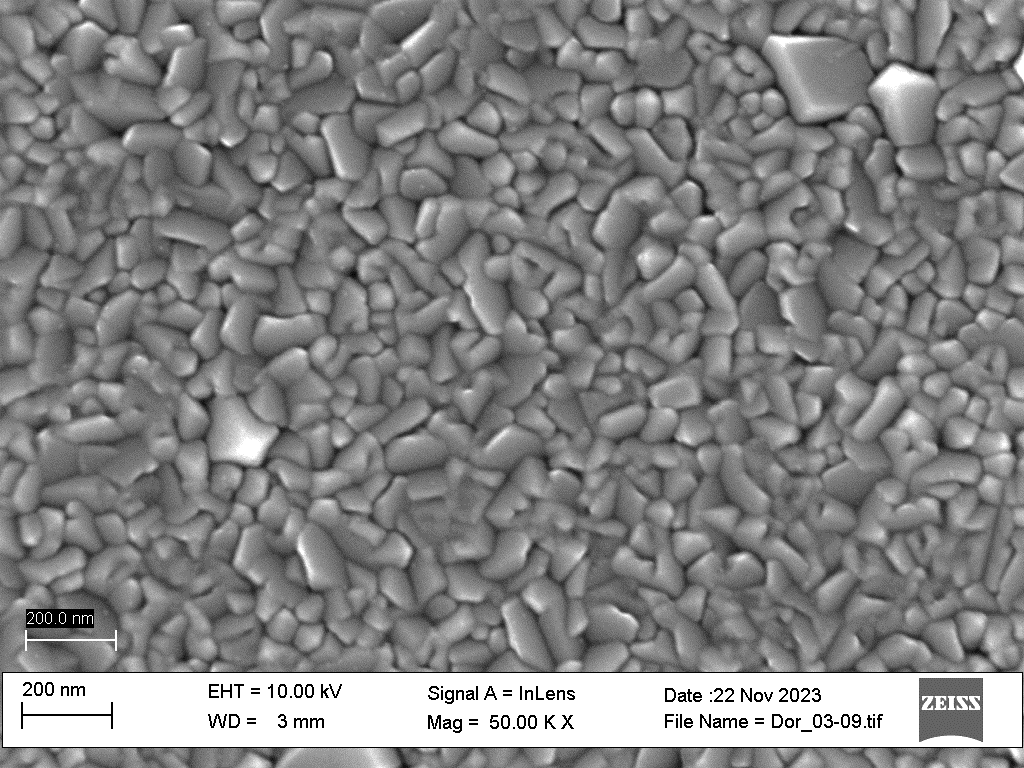 200.0 nm
200 nm
EHT = 10.00 kV
Signal A = InLens
Date :22 Nov 2023
ZEISS
WD = 3 mm
Mag = 50.00 K X
File Name = Dor_03-09.tif